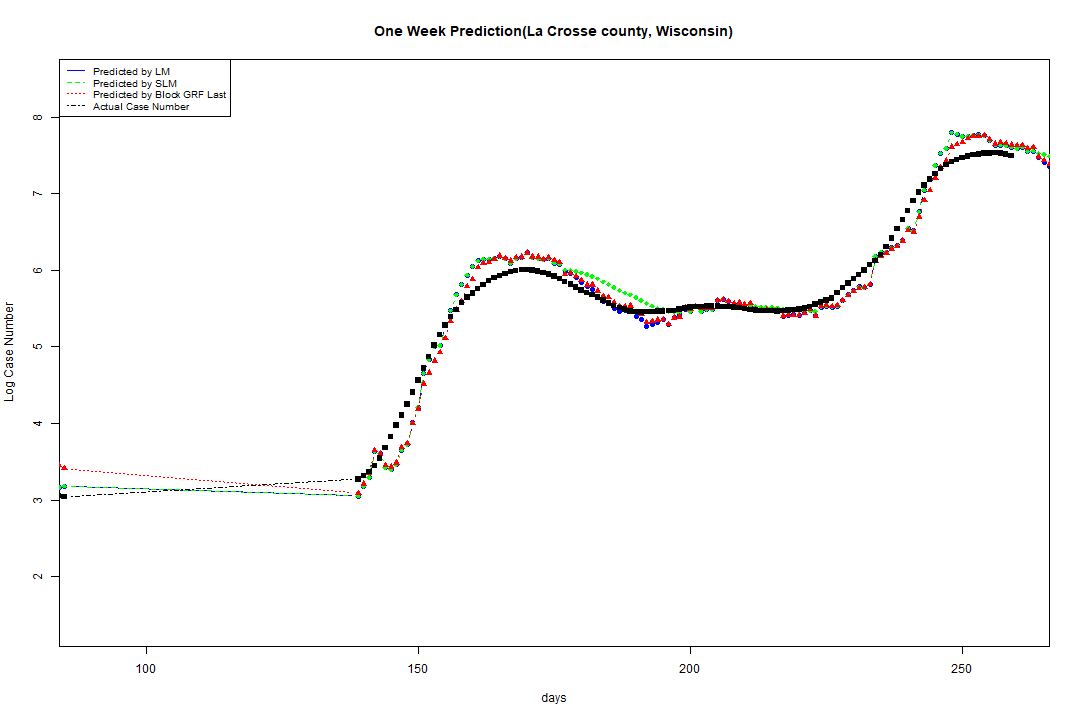 One Week Prediction(La Crosse county, Wisconsin)
Predicted by LM
Predicted by SLM
Predicted by Block GRF Last
Actual Case Number
8
7
6
5
4
3
2
Log Case Number
100 150 200 250
days